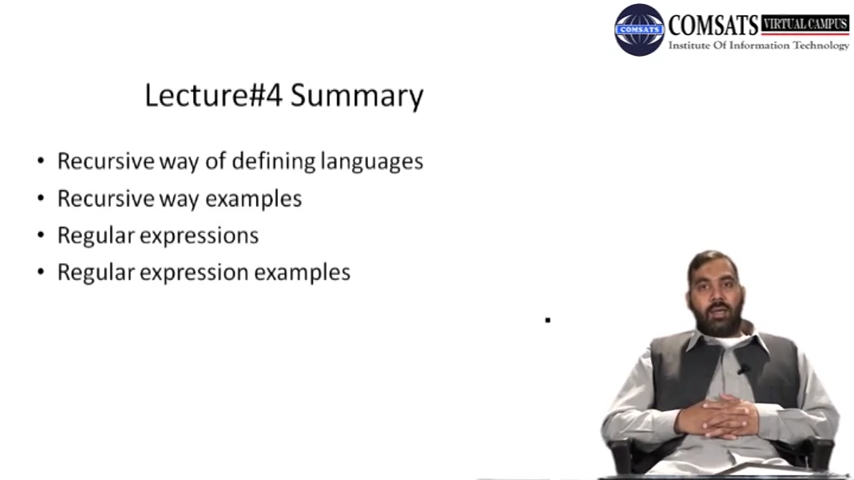 COMSATS
COMSATS VIRTUAL CAMPUS
Institute Of Information Technology
Lecture#4 Summary
• Recursive way of defining languages
• Recursive way examples
• Regular expressions
• Regular expression examples